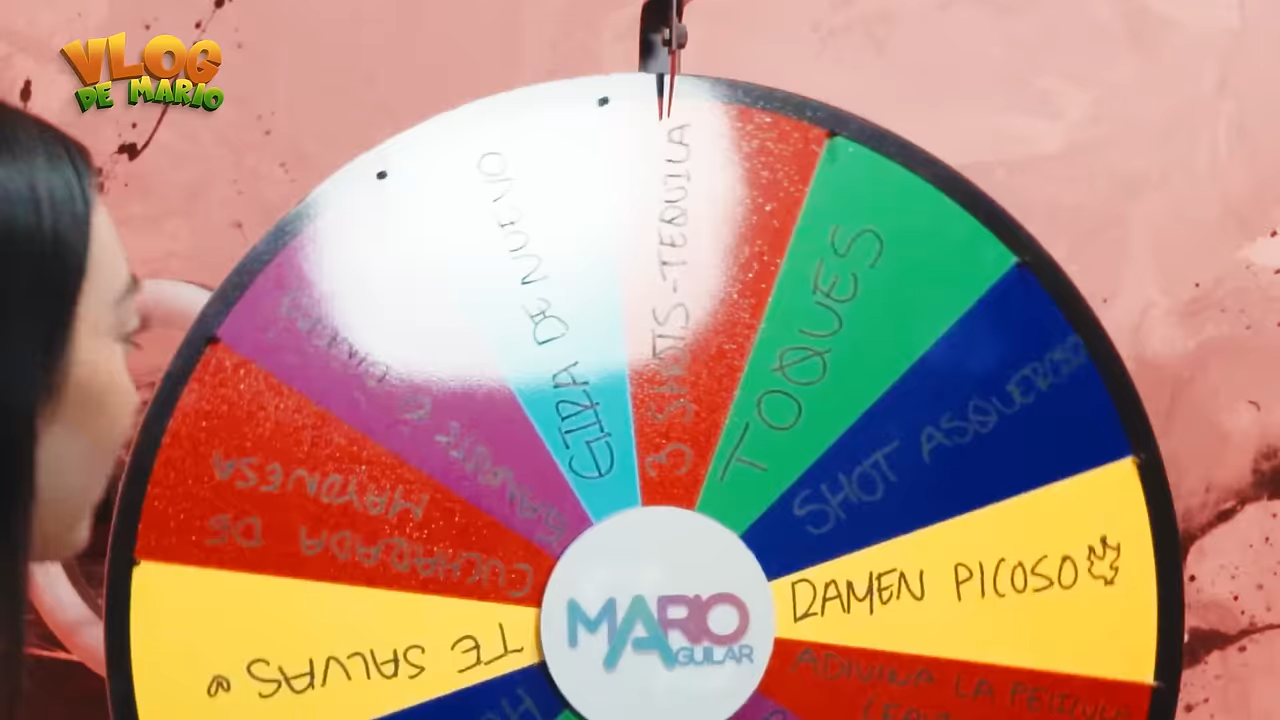 VLOG
DE MARIO
GIRA DE NUEVO
3 SHOTS-TEQUILA
TOQUES
SHOT ASQUEROSO
RAMEN PICOSO
ADIVINA LA PELÍCULA
MARIO
AGUILAR
TE SALVAS
CUCHARADA DE
MAYONESA